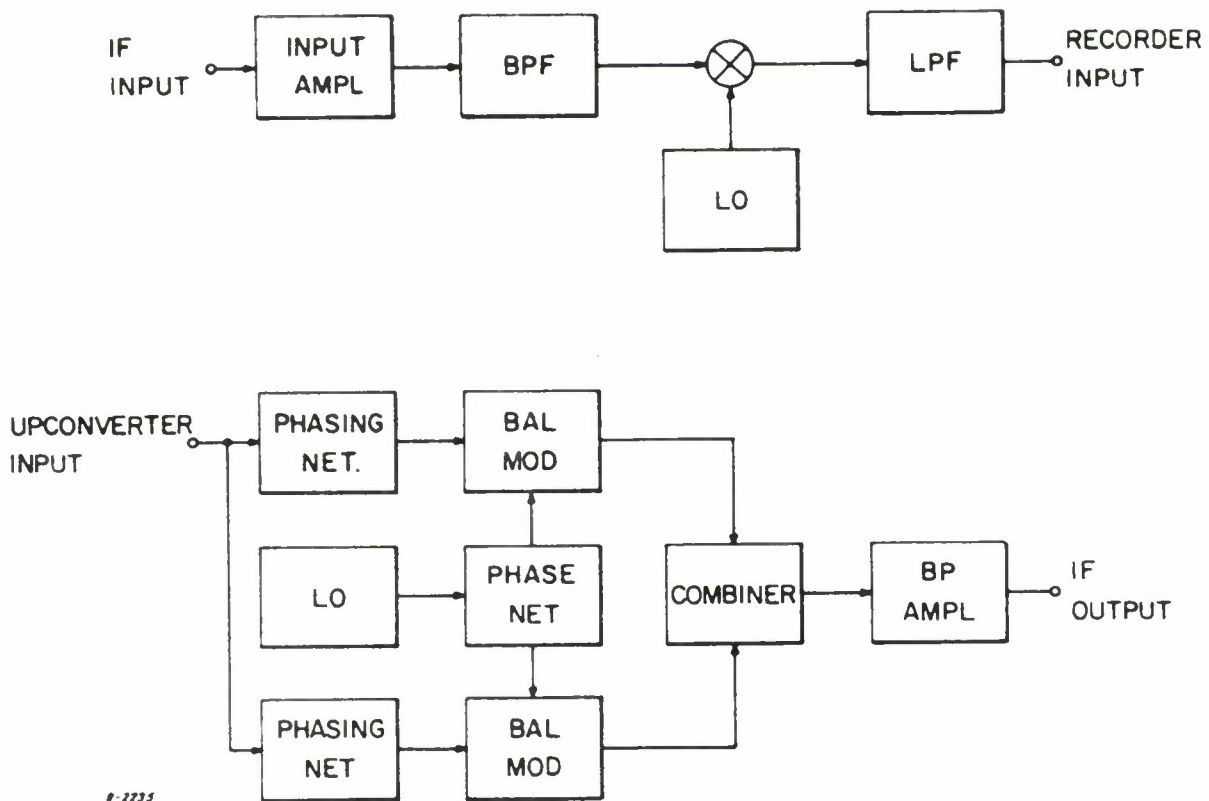 IF
INPUT
INPUT
AMPL
BPF
LPF
RECORDER
INPUT
LO
UPCONVERTER
INPUT
PHASING
NET.
BAL
MOD
LO
PHASE
NET
COMBINER
BP
AMPL
IF
OUTPUT
PHASING
NET
BAL
MOD
R-2235